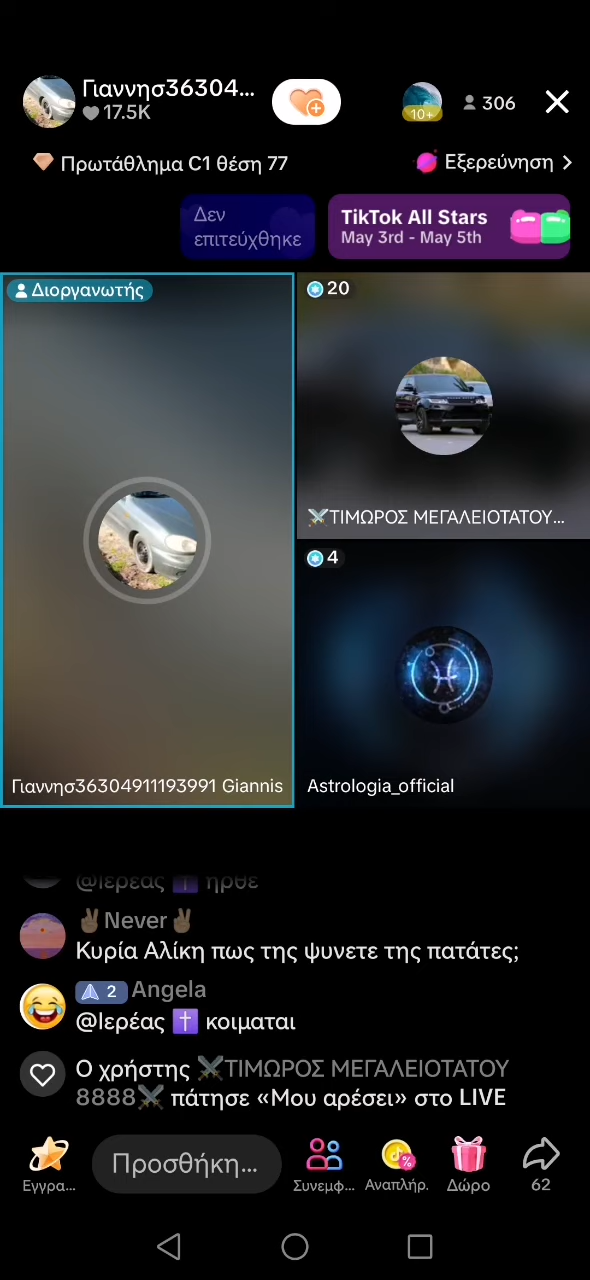 Γιαννησ36304...
17.5K
10+
306
Πρωτάθλημα C1 θέση 77
Εξερεύνηση
Δεν
επιτεύχθηκε
TikTok All Stars
May 3rd - May 5th
Διοργανωτής
20
ΤΙΜΩΡΟΣ ΜΕΓΑΛΕΙΟΤΑΤΟΥ...
4
Γιαννησ36304911193991 Giannis
Astrologia_official
@Ιερέας ✝️ ήρθε
✌🏽Never✌🏽
Κυρία Αλίκη πως της ψυνετε της πατάτες;
2 Angela
@Ιερέας ✝️ κοιμαται
Ο χρήστης ⚔️ΤΙΜΩΡΟΣ ΜΕΓΑΛΕΙΟΤΑΤΟΥ
8888⚔️ πάτησε «Μου αρέσει» στο LIVE
Προσθήκη...
Εγγρα...
Συνεμφ...
Αναπλήρ.
Δώρο
62